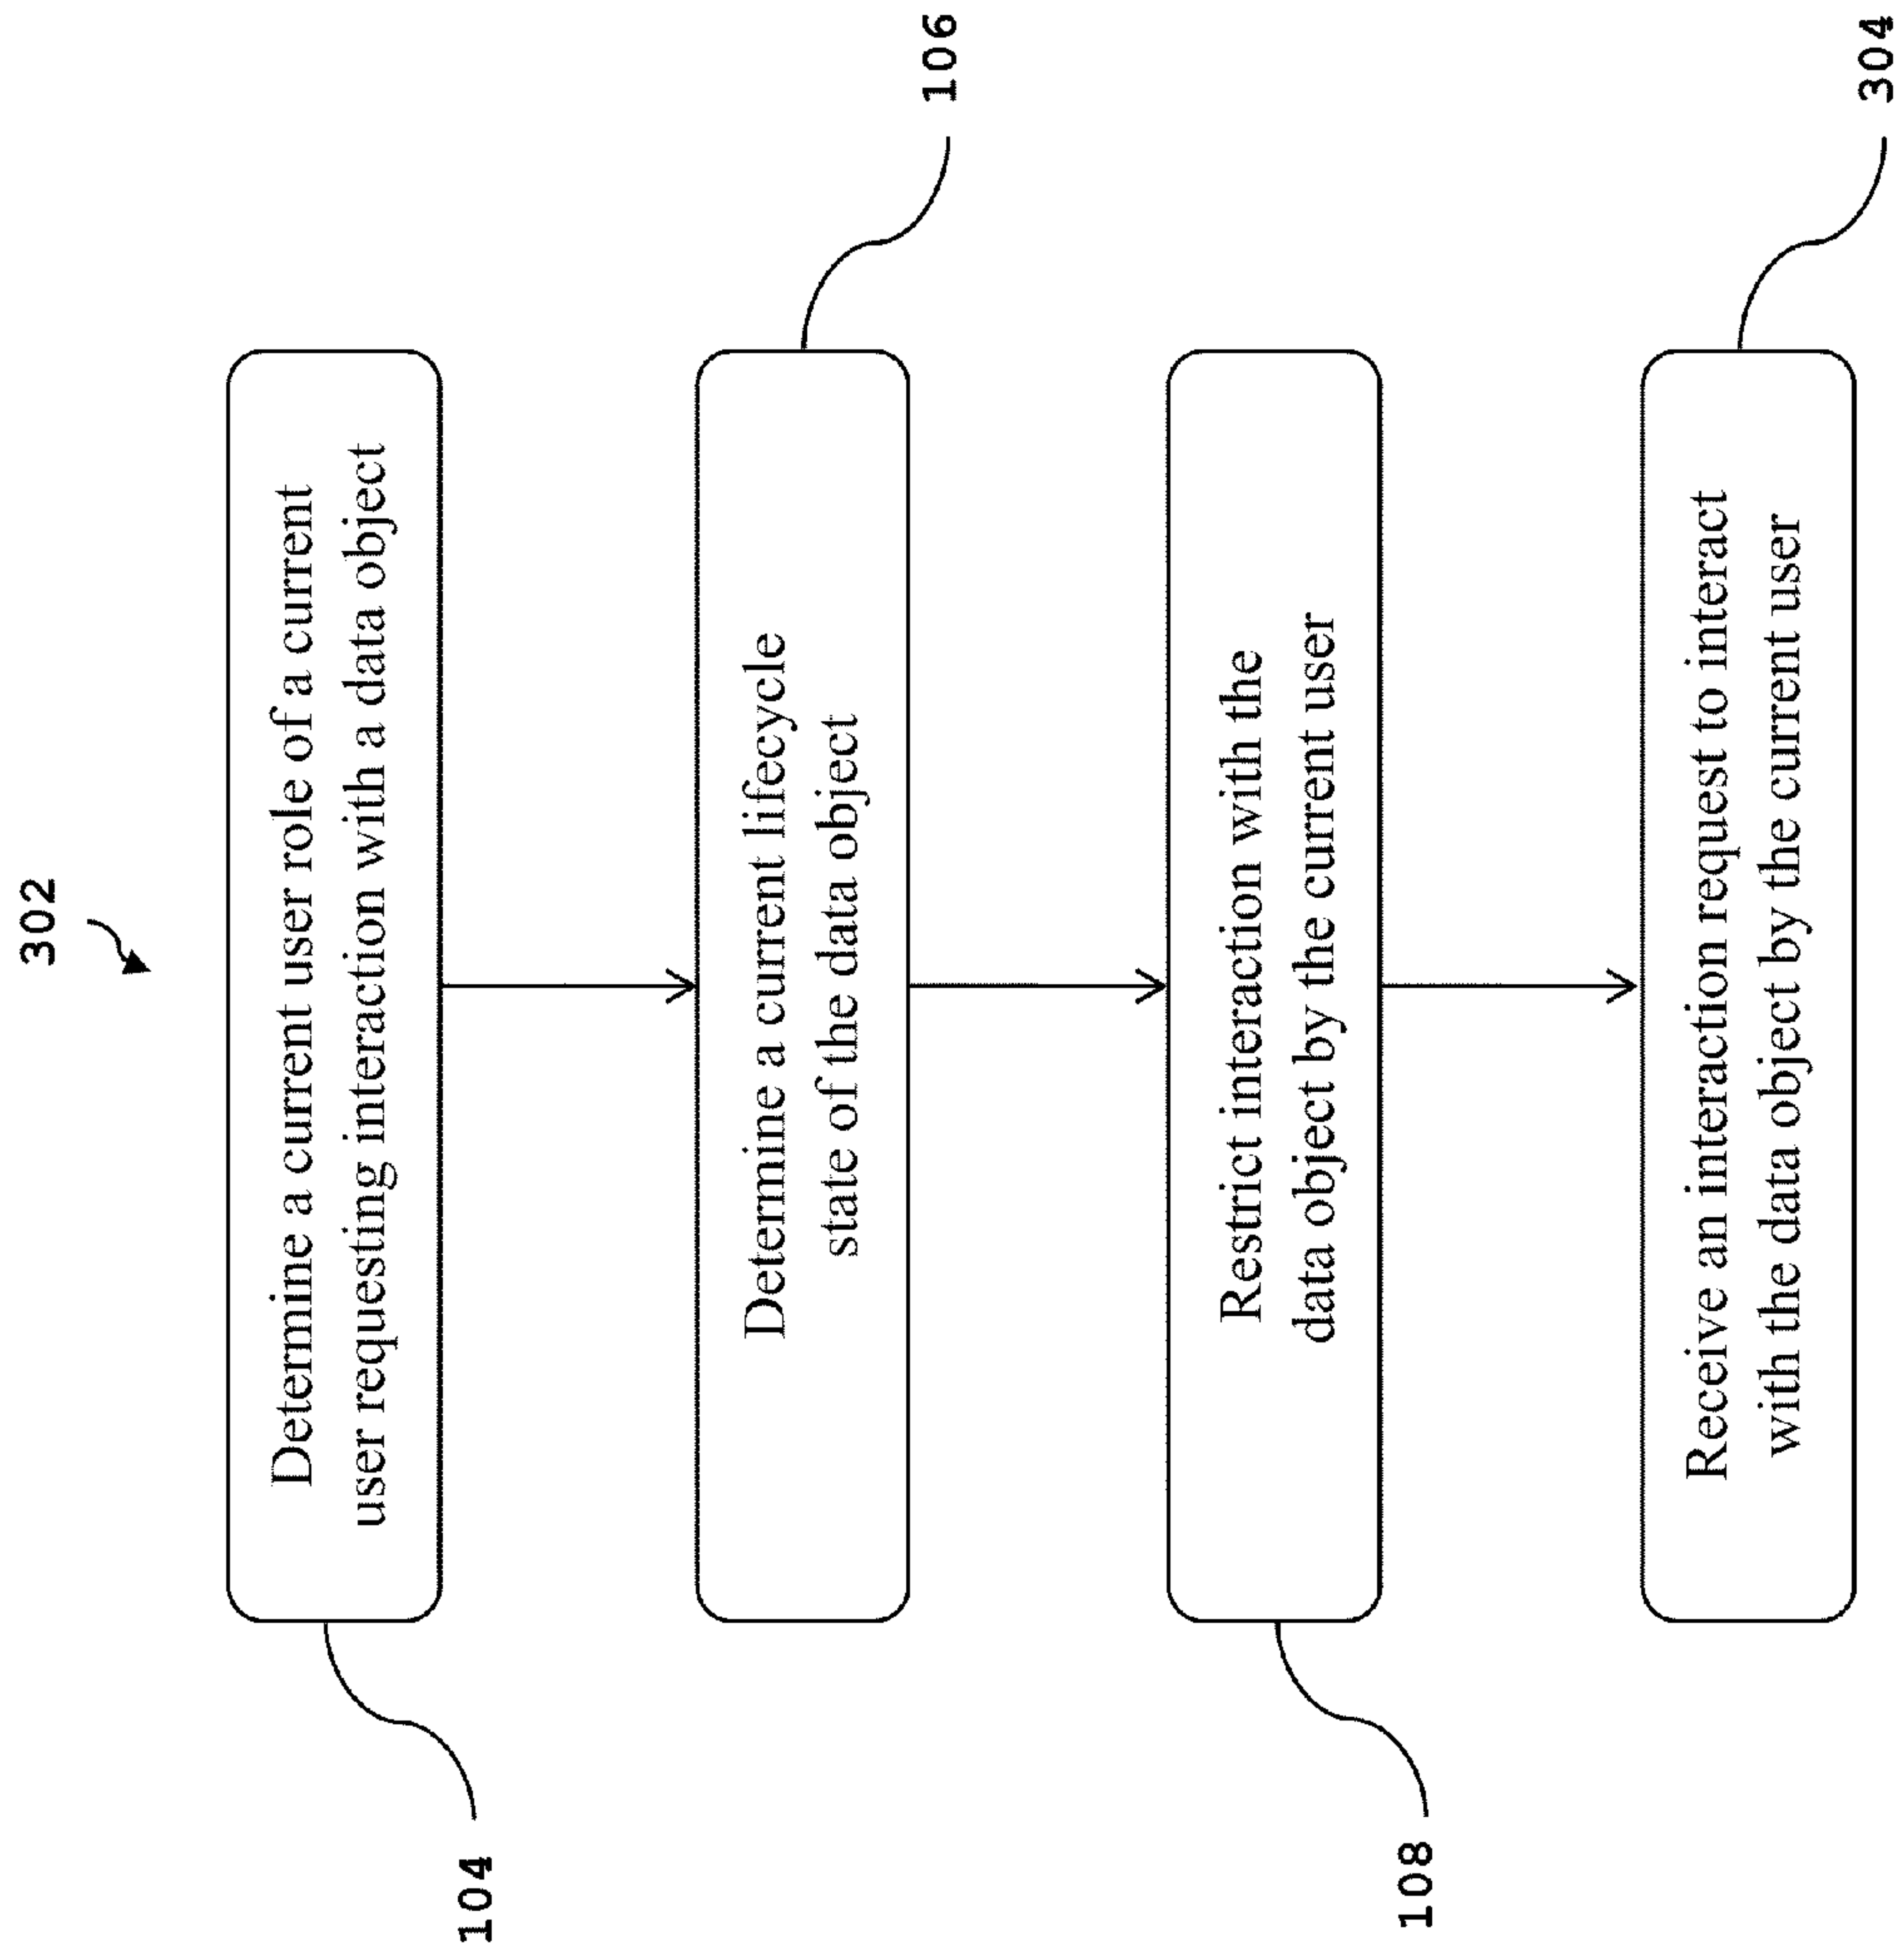 302
104
Determine a current user role of a current
user requesting interaction with a data object
Determine a current lifecycle
state of the data object
106
108
Restrict interaction with the
data object by the current user
Receive an interaction request to interact
with the data object by the current user
304